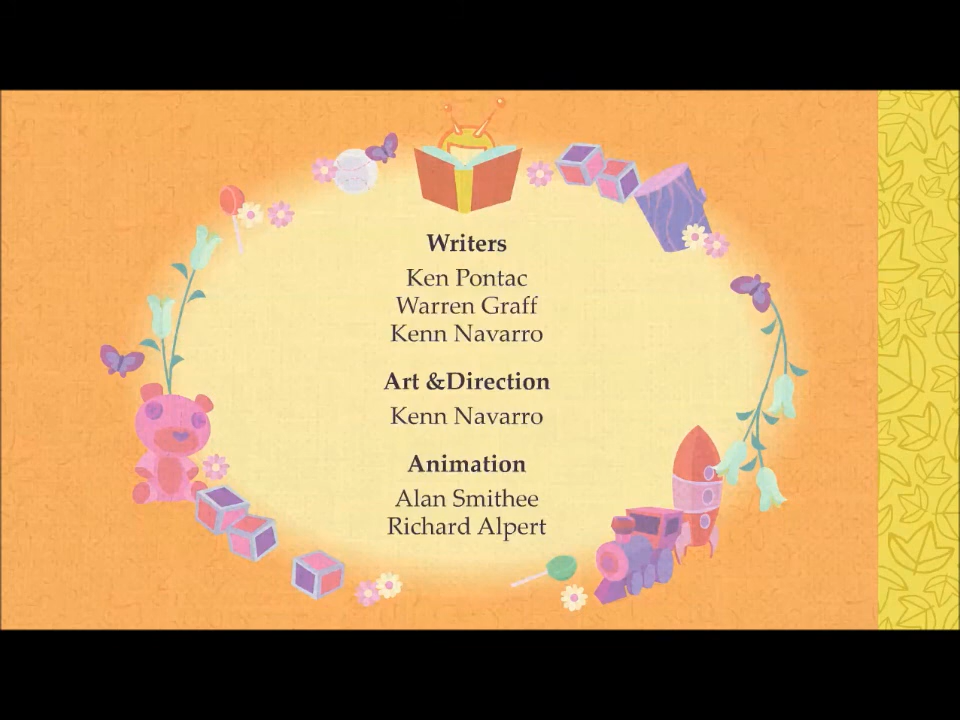 Writers
Ken Pontac
Warren Graff
Kenn Navarro
Art &Direction
Kenn Navarro
Animation
Alan Smithee
Richard Alpert